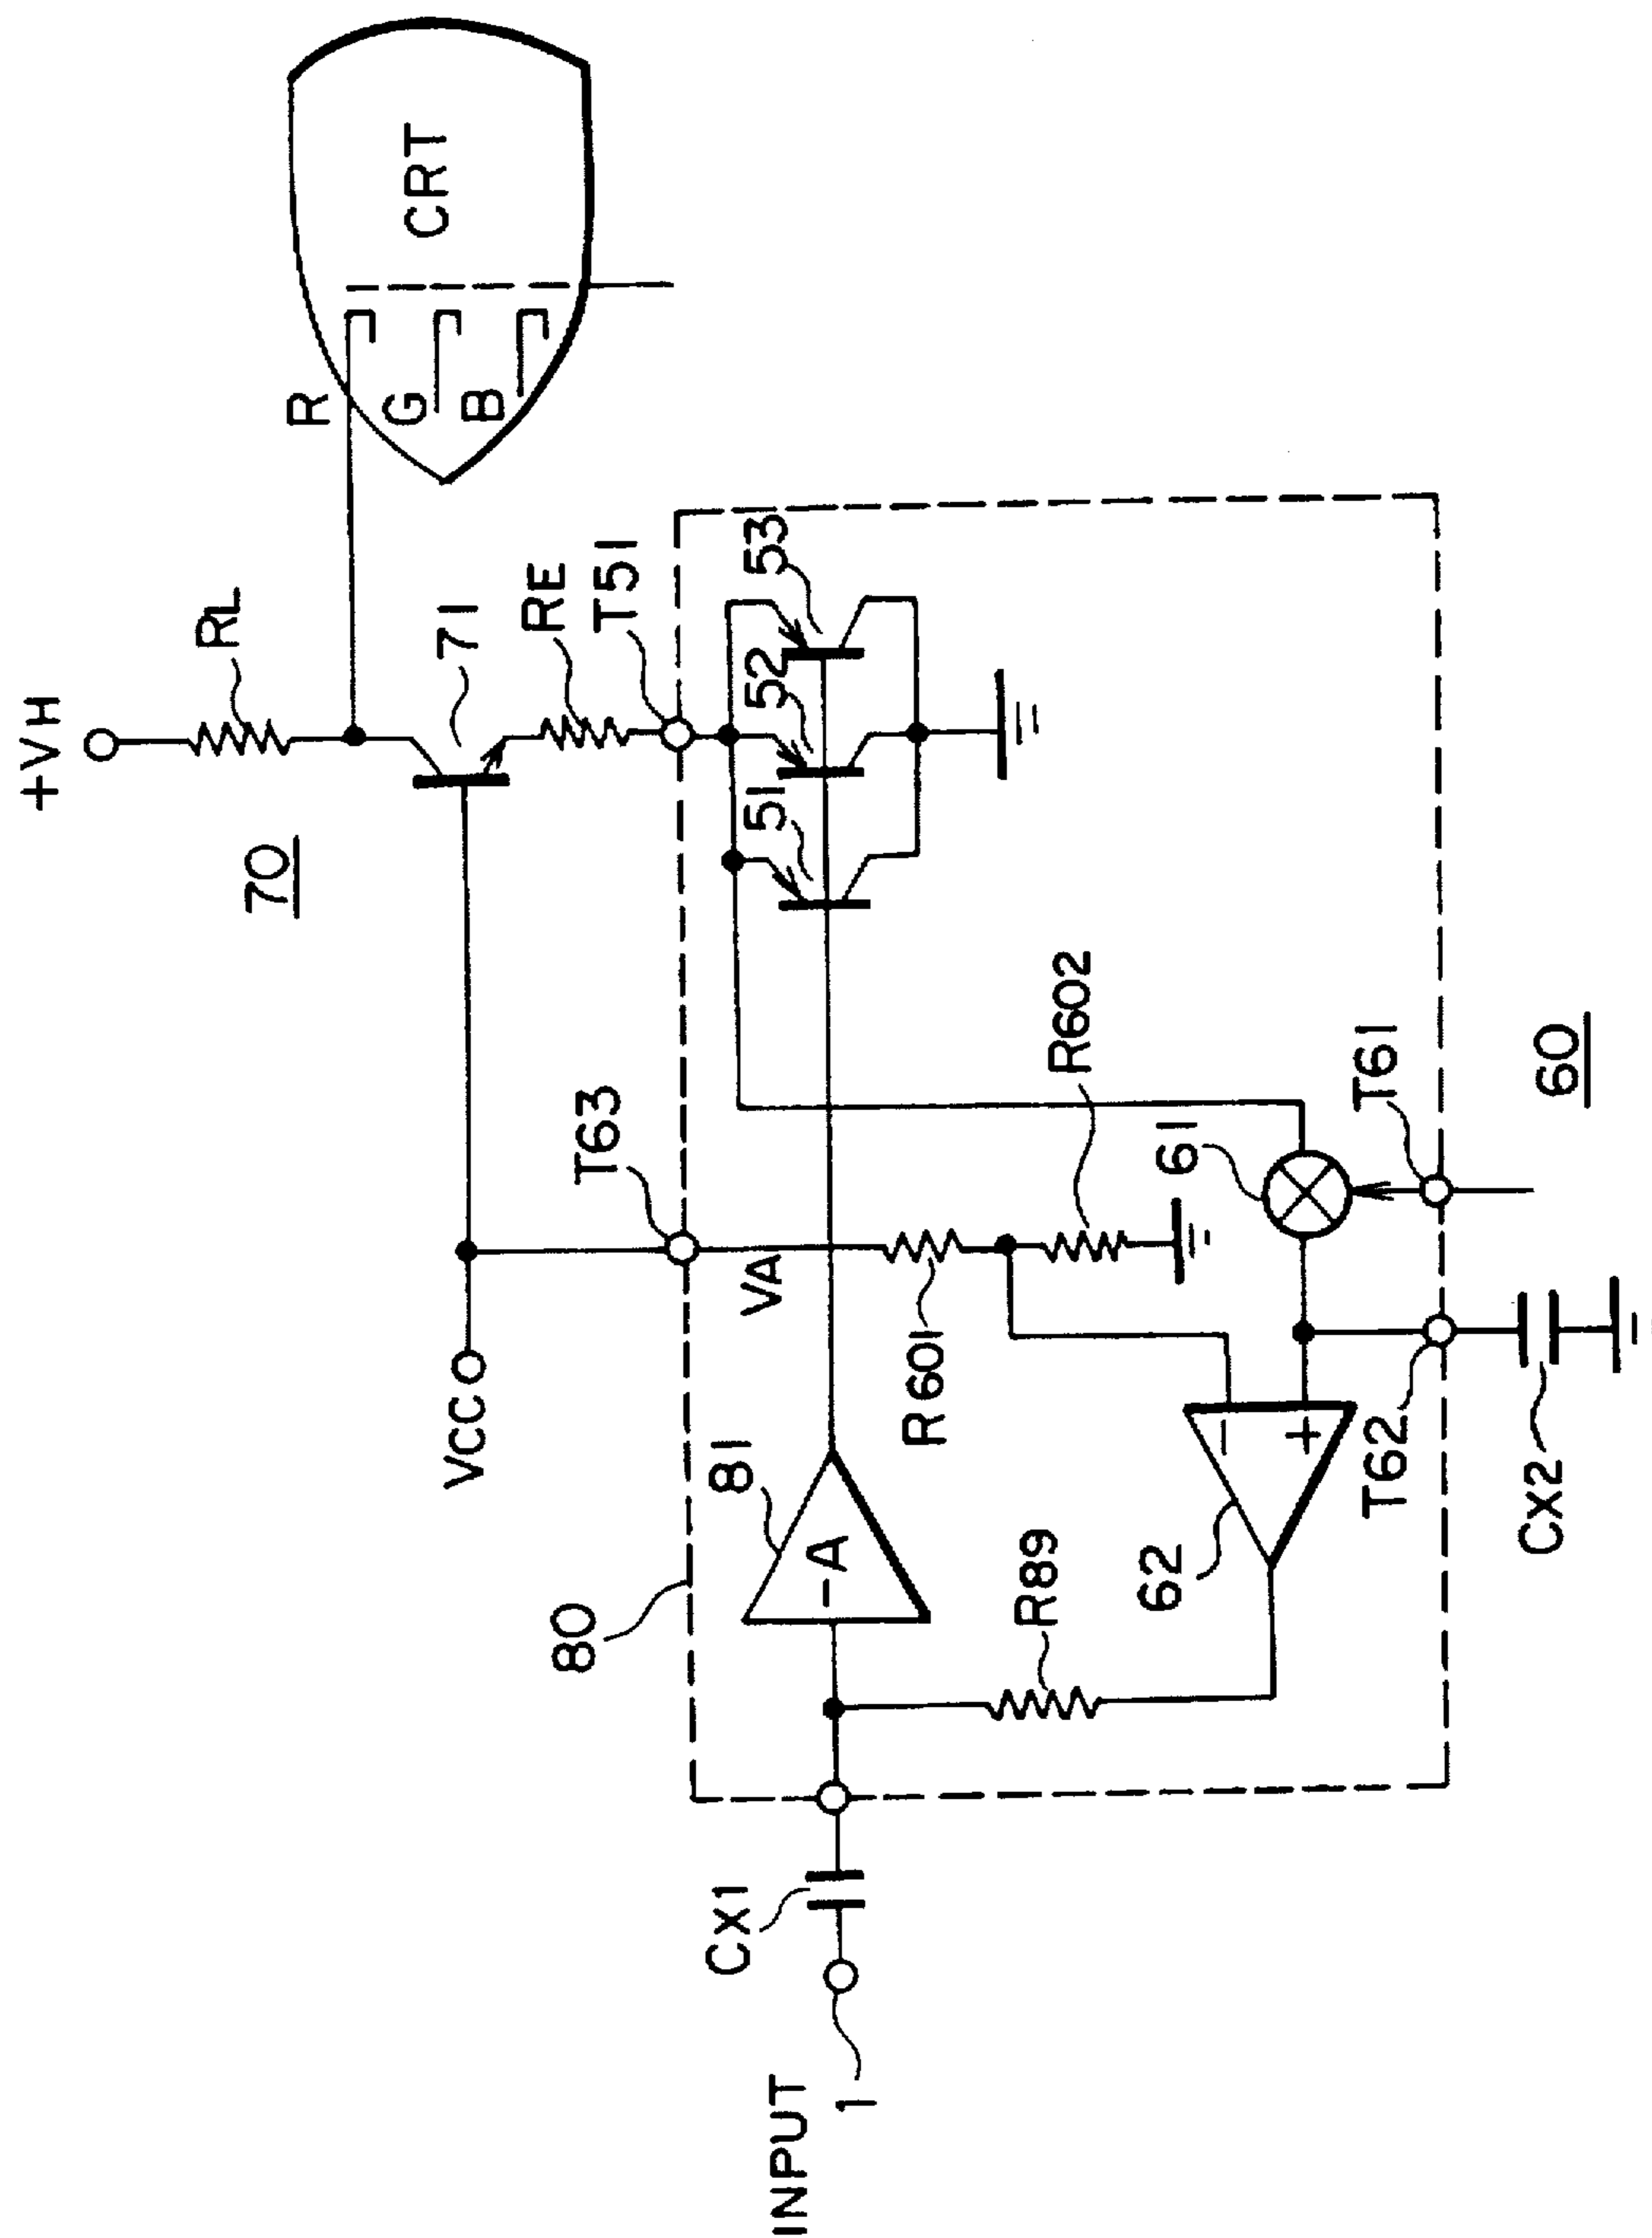 +VH
RL
70
71
R
G
B
CRT
RE
T51
VCC
T63
80
81
-A
VA
51
52
53
R601
R602
INPUT
1
CX1
R89
62
-
+
61
T62
T61
CX2
60